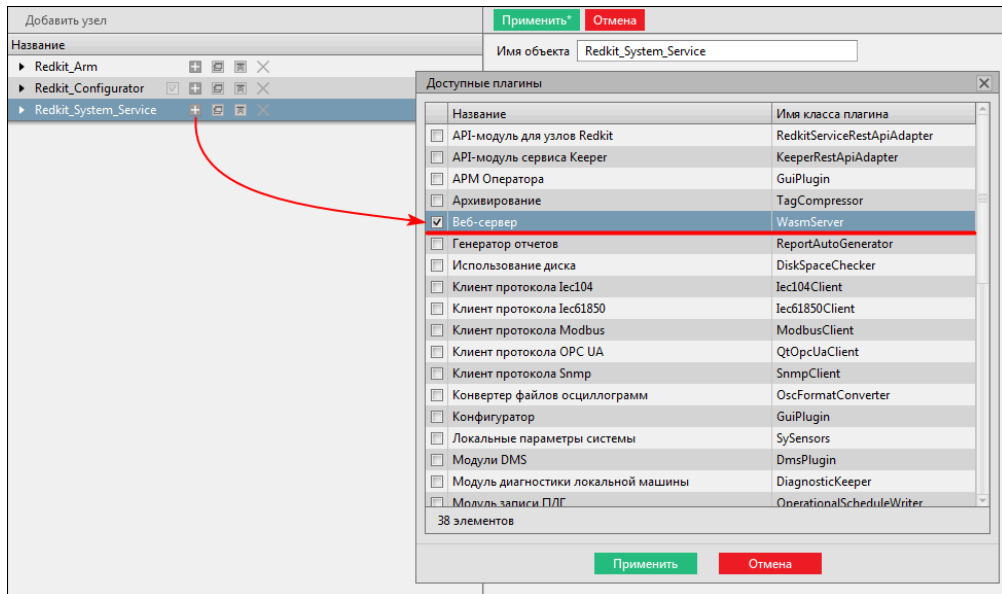 Добавить узел
Применить* Отмена
Название
Имя объекта Redkit_System_Service
Redkit_Arm
Redkit_Configurator
Redkit_System_Service
Доступные плагины
Название Имя класса плагина
API-модуль для узлов Redkit RedkitServiceRestApiAdapter
API-модуль сервиса Keeper KeeperRestApiAdapter
АРМ Оператора GuiPlugin
Архивирование TagCompressor
Веб-сервер WasmServer
Генератор отчетов ReportAutoGenerator
Использование диска DiskSpaceChecker
Клиент протокола Iec104 Iec104Client
Клиент протокола Iec61850 Iec61850Client
Клиент протокола Modbus ModbusClient
Клиент протокола OPC UA QtOpcUaClient
Клиент протокола Snmp SnmpClient
Конвертер файлов осциллограмм OscFormatConverter
Конфигуратор GuiPlugin
Локальные параметры системы SySensors
Модули DMS DmsPlugin
Модуль диагностики локальной машины DiagnosticKeeper
Модуль записи ПДГ OperationalScheduleWriter
38 элементов
Применить Отмена